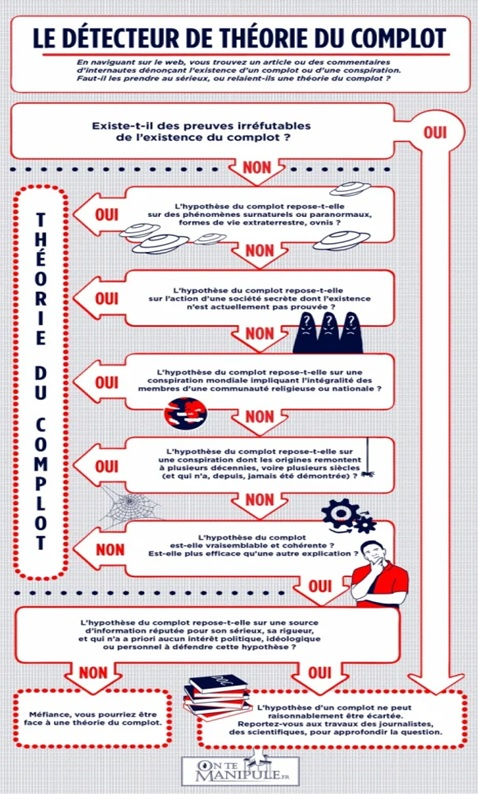 LE DÉTECTEUR DE THÉORIE DU COMPLOT
En naviguant sur le web, vous trouvez un article ou des commentaires
d'internautes dénonçant l'existence d'un complot ou d'une conspiration.
Faut-il les prendre au sérieux, ou relaient-ils une théorie du complot ?
Existe-t-il des preuves irréfutables
de l'existence du complot ?
OUI
NON
THÉORIE DU COMPLOT
OUI
L'hypothèse du complot repose-t-elle
sur des phénomènes surnaturels ou paranormaux,
formes de vie extraterrestre, ovnis ?
NON
OUI
L'hypothèse du complot repose-t-elle
sur l'action d'une société secrète dont l'existence
n'est actuellement pas prouvée ?
NON
? ? ?
OUI
L'hypothèse du complot repose-t-elle sur une
conspiration mondiale impliquant l'intégralité des
membres d'une communauté religieuse ou nationale ?
NON
OUI
L'hypothèse du complot repose-t-elle sur
une conspiration dont les origines remontent
à plusieurs décennies, voire plusieurs siècles
(et qui n'a, depuis, jamais été démontrée) ?
NON
NON
L'hypothèse du complot
est-elle vraisemblable et cohérente ?
Est-elle plus efficace qu'une autre explication ?
OUI
L'hypothèse du complot repose-t-elle sur une source
d'information réputée pour son sérieux, sa rigueur,
et qui n'a a priori aucun intérêt politique, idéologique
ou personnel à défendre cette hypothèse ?
NON
OUI
DOC
Méfiance, vous pourriez être
face à une théorie du complot.
L'hypothèse d'un complot ne peut
raisonnablement être écartée.
Reportez-vous aux travaux des journalistes,
des scientifiques, pour approfondir la question.
ON TE
MANIPULE.FR